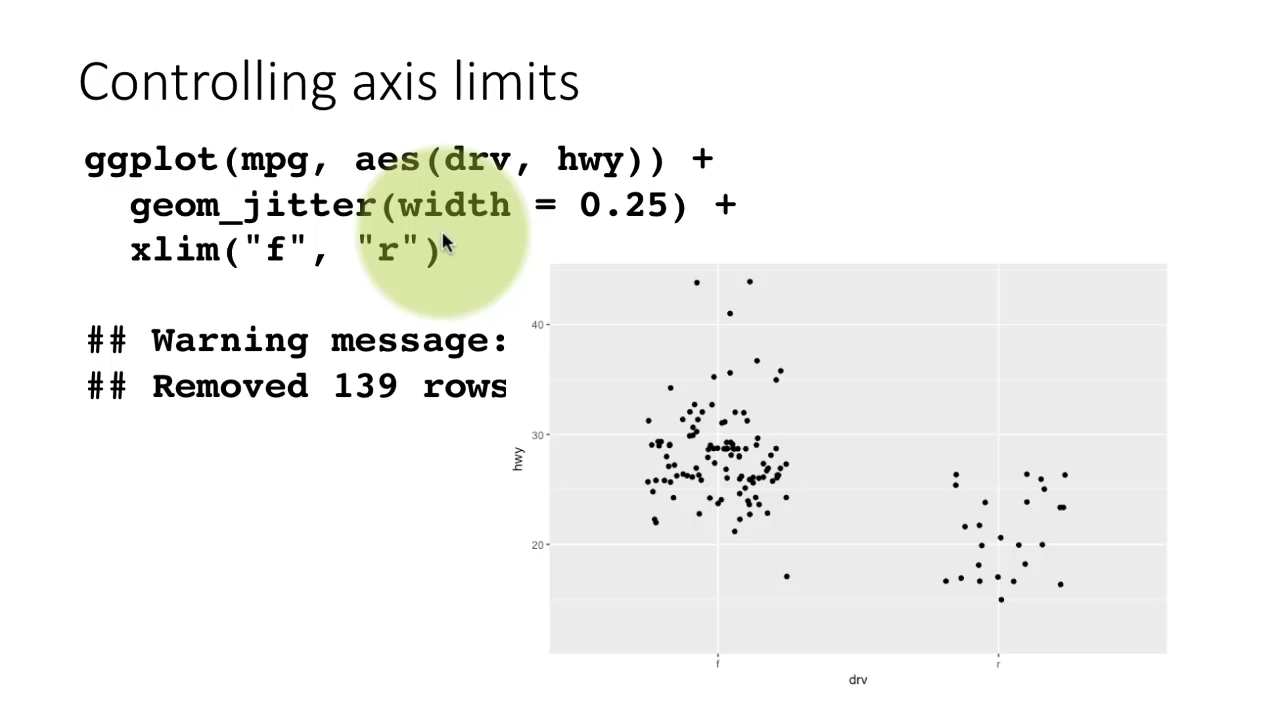 Controlling axis limits
ggplot(mpg, aes(drv, hwy)) +
geom_jitter(width = 0.25) +
xlim("f", "r")
## Warning message:
## Removed 139 rows
40
30
20
hwy
f
r
drv